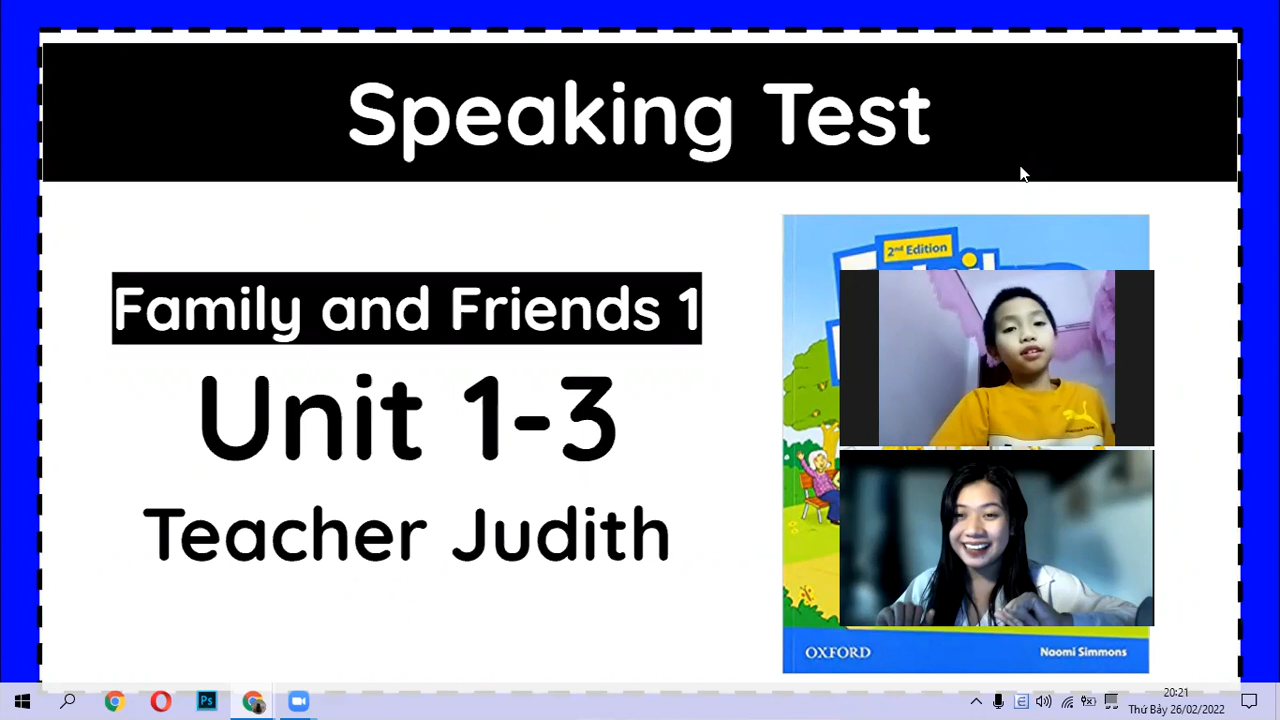 Speaking Test
2nd Edition
Family and Friends 1
Unit 1-3
Teacher Judith
OXFORD
Naomi Simmons
Ps
20:21
Thứ Bảy 26/02/2022